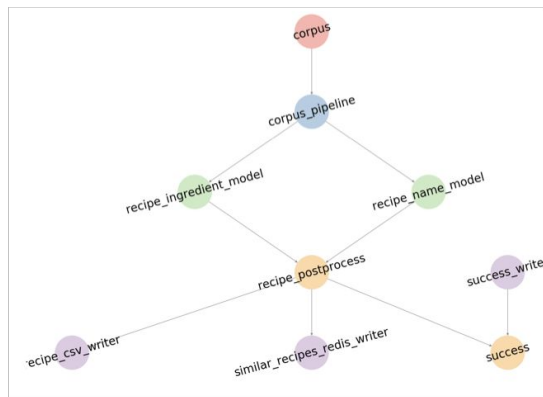 corpus
corpus_pipeline
recipe_ingredient_model
recipe_name_model
recipe_postprocess
success_write
ecipe_csv_writer
similar_recipes_redis_writer
success